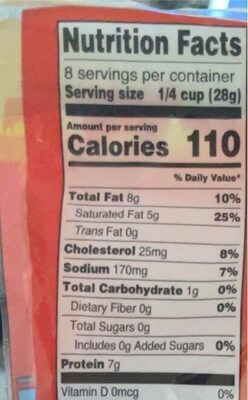 Nutrition Facts
8 servings per container
Serving size 1/4 cup (28g)
Amount per serving
Calories 110
% Daily Value*
Total Fat 8g 10%
Saturated Fat 5g 25%
Trans Fat 0g
Cholesterol 25mg 8%
Sodium 170mg 7%
Total Carbohydrate 1g 0%
Dietary Fiber 0g 0%
Total Sugars 0g
Includes 0g Added Sugars 0%
Protein 7g
Vitamin D 0mcg 0%